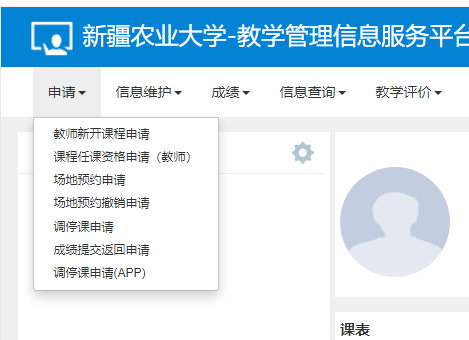 新疆农业大学-教学管理信息服务平台
申请 信息维护 成绩 信息查询 教学评价
教师新开课程申请
课程任课资格申请（教师）
场地预约申请
场地预约撤销申请
调停课申请
成绩提交返回申请
调停课申请(APP)
课表